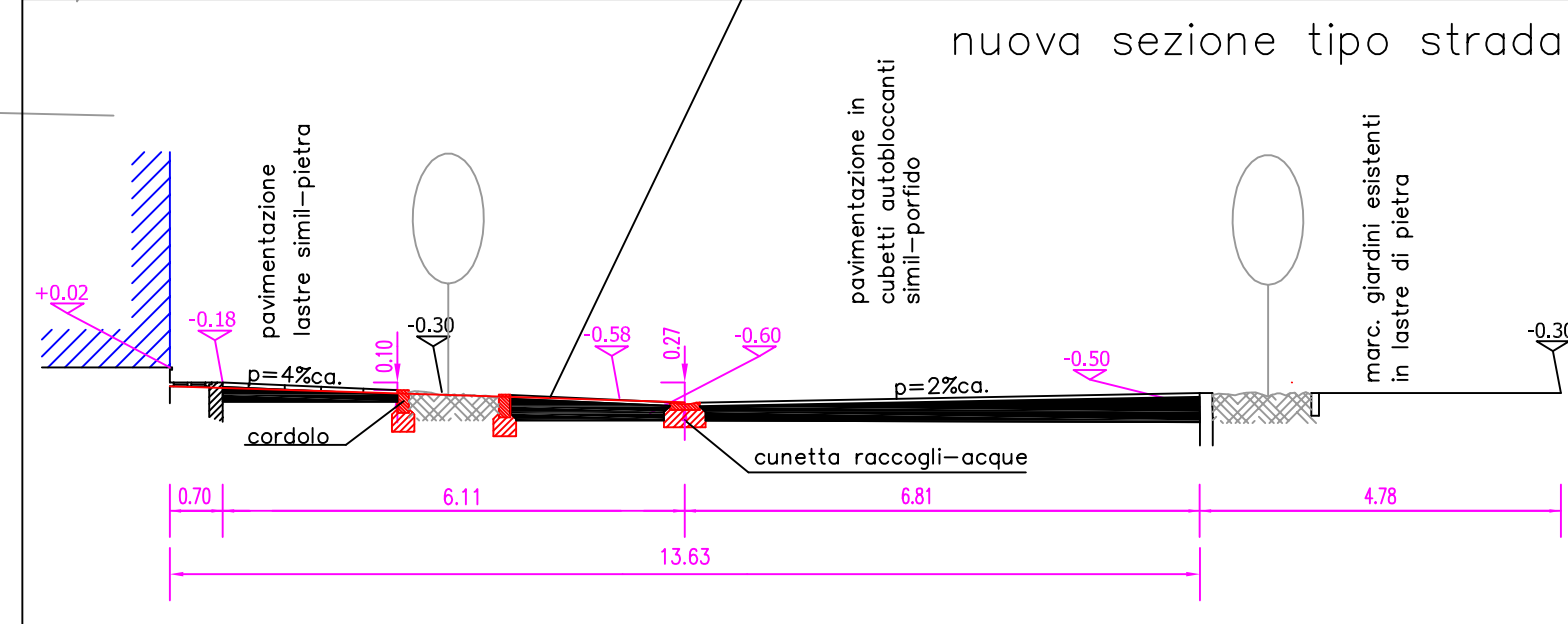 nuova sezione tipo strada
pavimentazione
lastre simil-pietra
pavimentazione in
cubetti autobloccanti
simil-porfido
marc. giardini esistenti
in lastre di pietra
+0.02
-0.18
0.10
-0.30
-0.58
0.27
-0.60
-0.50
-0.30
p=4%ca.
p=2%ca.
cordolo
cunetta raccogli-acque
0.70
6.11
6.81
4.78
13.63